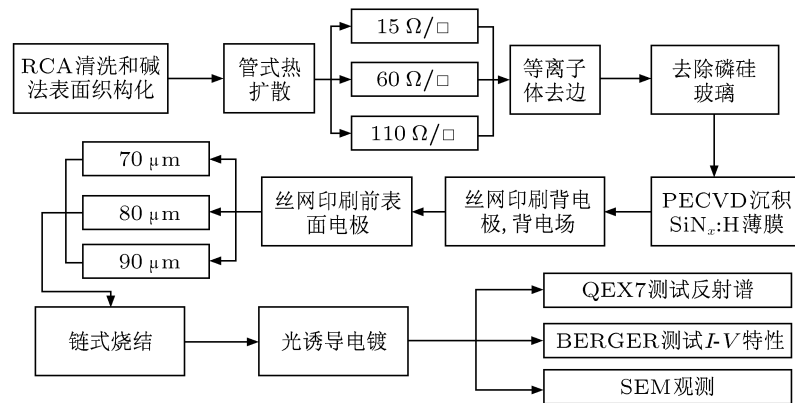 RCA清洗和碱
法表面织构化
管式热
扩散
15 Ω/□
60 Ω/□
110 Ω/□
等离子
体去边
去除磷硅
玻璃
PECVD沉积
SiNₓ:H薄膜
丝网印刷背电
极,背电场
丝网印刷前表
面电极
70 μm
80 μm
90 μm
链式烧结
光诱导电镀
QEX7测试反射谱
BERGER测试I-V特性
SEM观测